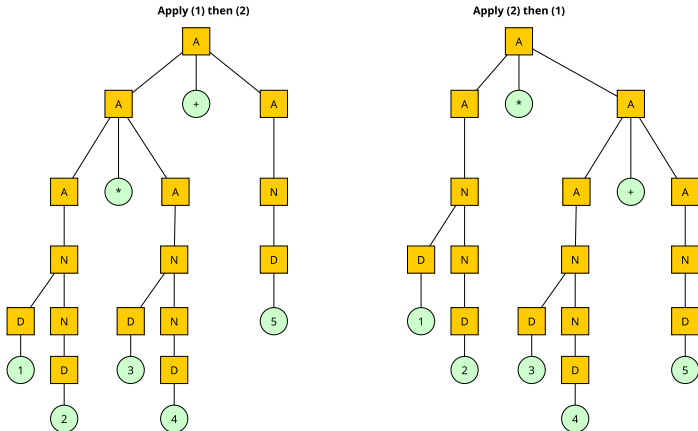 Apply (1) then (2) Apply (2) then (1)
A A
A + A A * A
A * A N N A + A
N N D D N N N
D N D N 5 1 D D N D
1 D 3 D 2 3 D 5
2 4 4